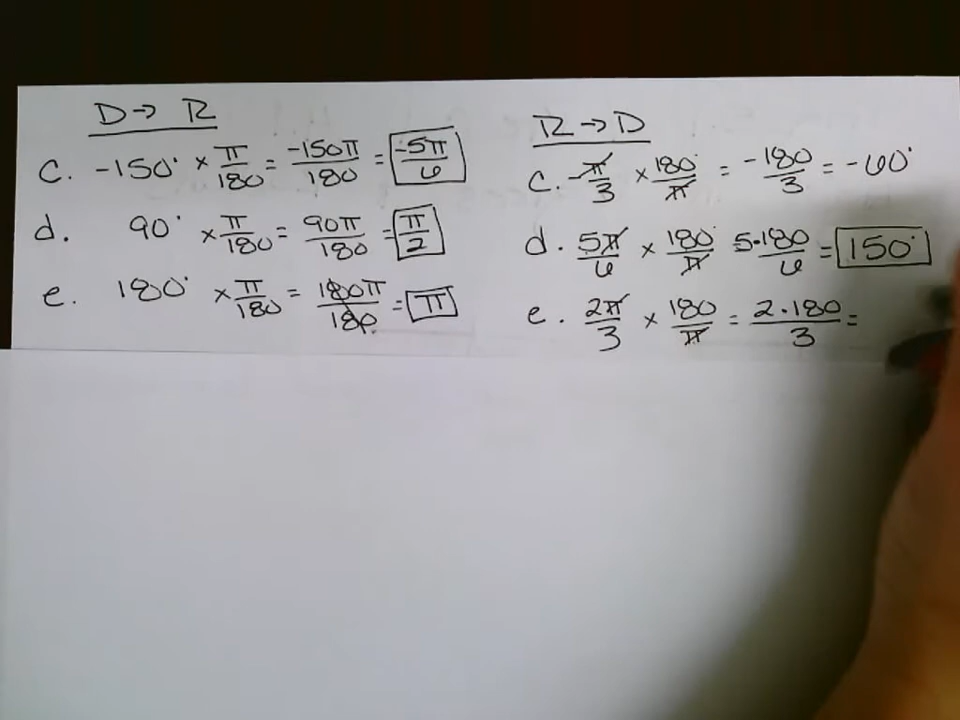 D → R
c. -150° × π/180 = -150π/180 = -5π/6
d. 90° × π/180 = 90π/180 = π/2
e. 180° × π/180 = 180π/180 = π
R → D
c. -π/3 × 180°/π = -180/3 = -60°
d. 5π/6 × 180°/π 5·180/6 = 150°
e. 2π/3 × 180/π = 2·180/3 =